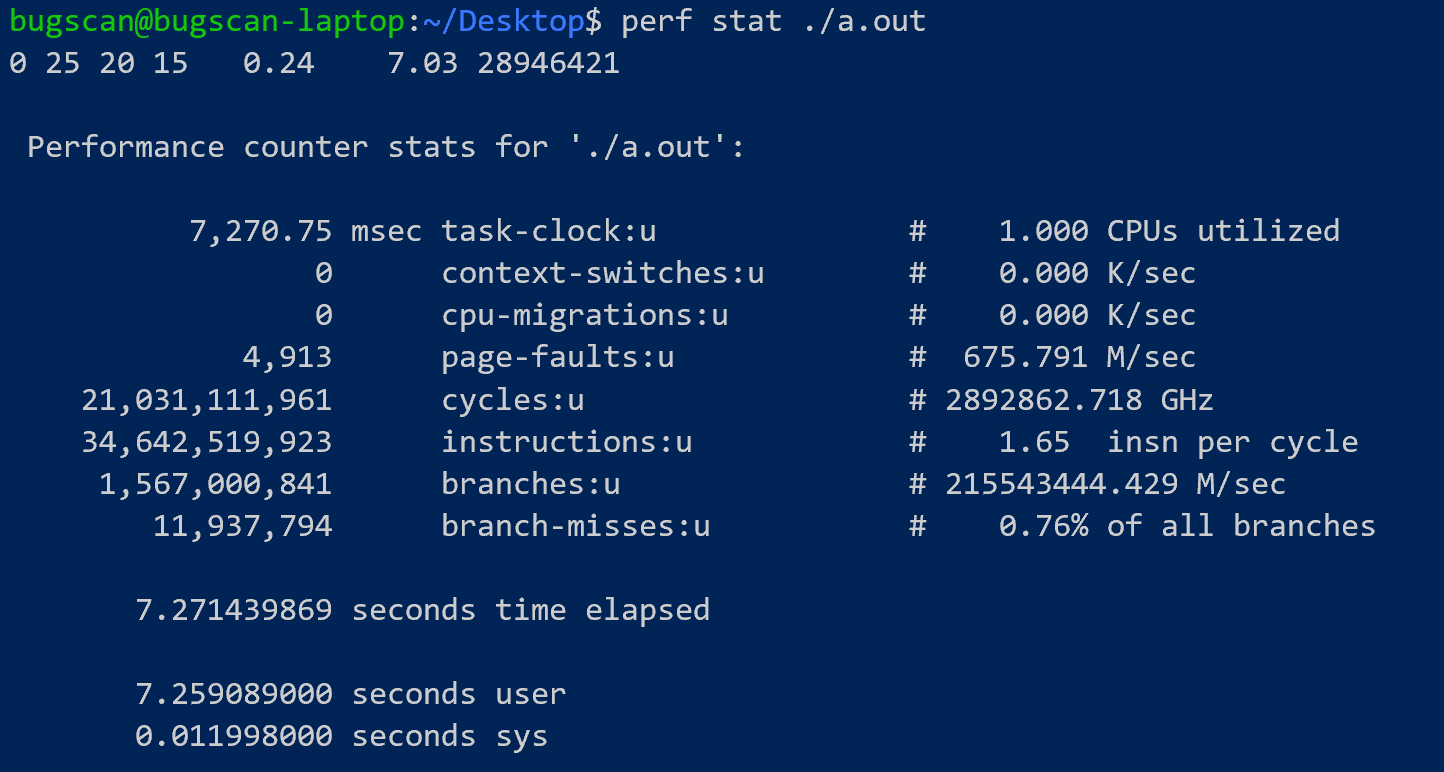 bugscan@bugscan-laptop:~/Desktop$ perf stat ./a.out
0 25 20 15   0.24    7.03 28946421
Performance counter stats for './a.out':
7,270.75 msec task-clock:u              #    1.000 CPUs utilized
0      context-switches:u        #    0.000 K/sec
0      cpu-migrations:u          #    0.000 K/sec
4,913      page-faults:u             #  675.791 M/sec
21,031,111,961      cycles:u                  # 2892862.718 GHz
34,642,519,923      instructions:u            #    1.65  insn per cycle
1,567,000,841      branches:u                # 215543444.429 M/sec
11,937,794      branch-misses:u           #    0.76% of all branches
7.271439869 seconds time elapsed
7.259089000 seconds user
0.011998000 seconds sys